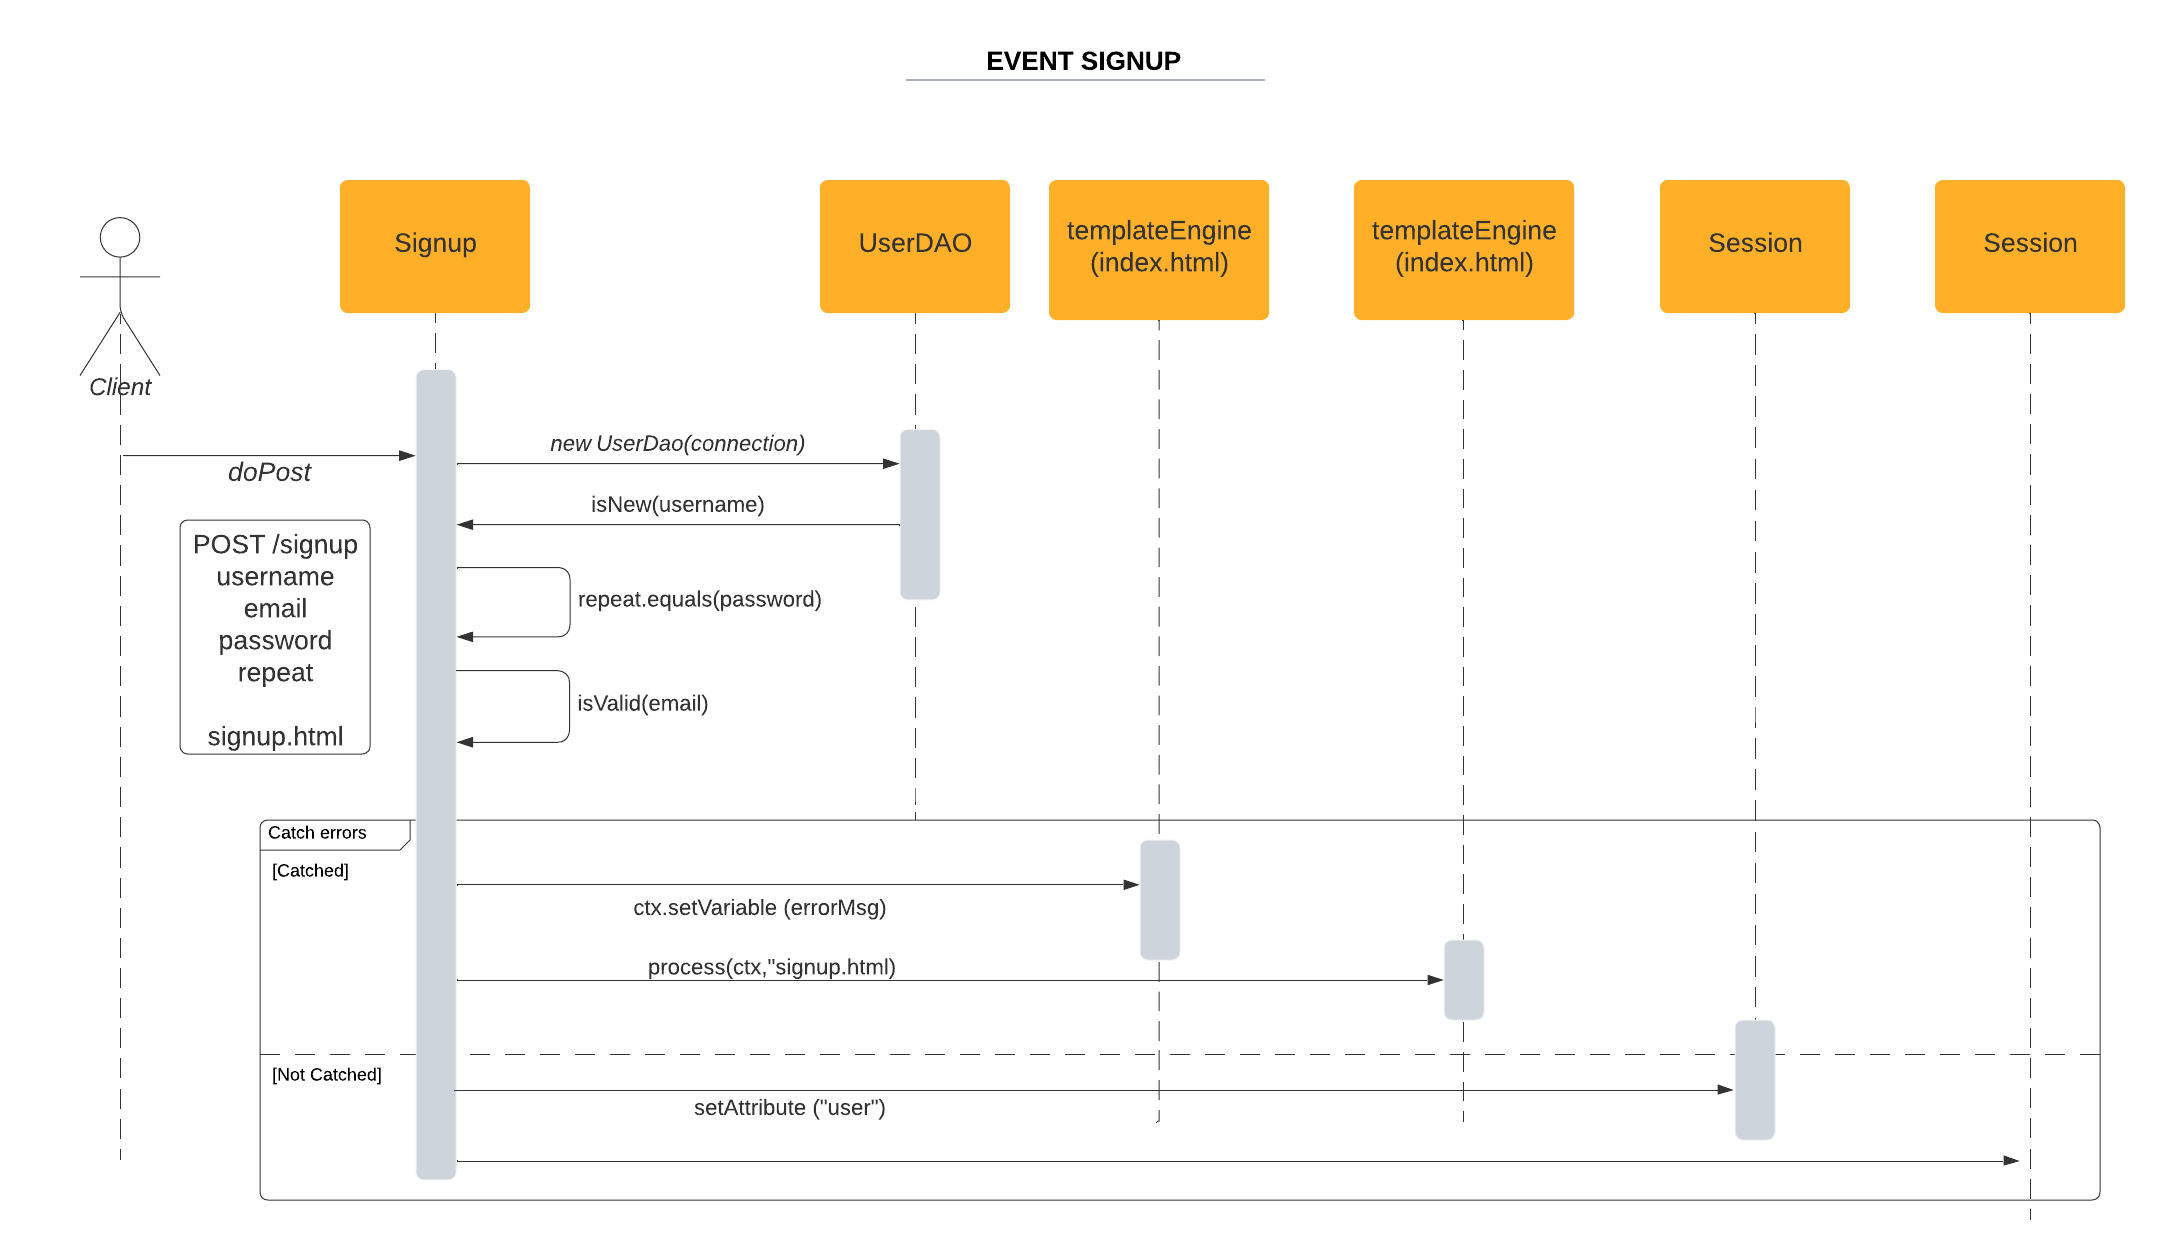 EVENT SIGNUP
Client
Signup
UserDAO
templateEngine
(index.html)
templateEngine
(index.html)
Session
Session
doPost
new UserDao(connection)
isNew(username)
POST /signup
username
email
password
repeat
signup.html
repeat.equals(password)
isValid(email)
Catch errors
[Catched]
ctx.setVariable (errorMsg)
process(ctx,"signup.html)
[Not Catched]
setAttribute ("user")